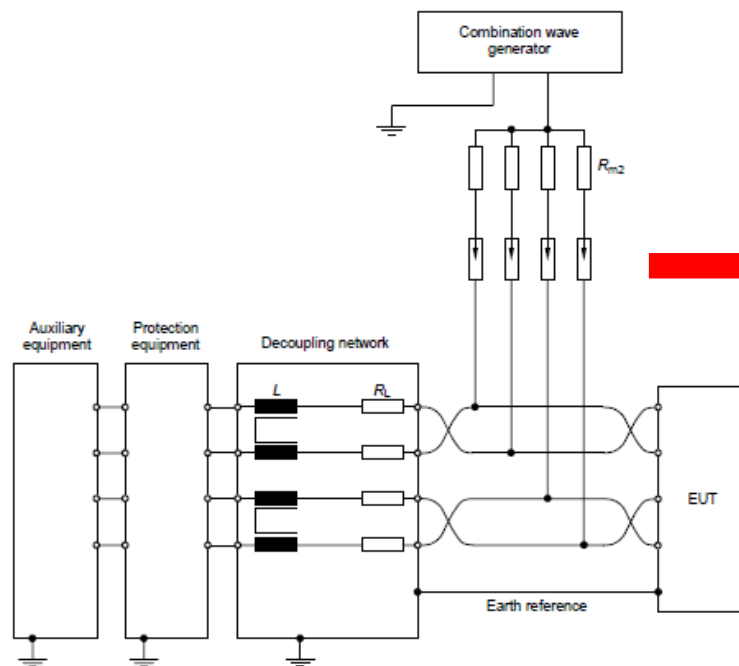 Combination wave
generator
Rm2
Auxiliary
equipment
Protection
equipment
Decoupling network
L
RL
EUT
Earth reference